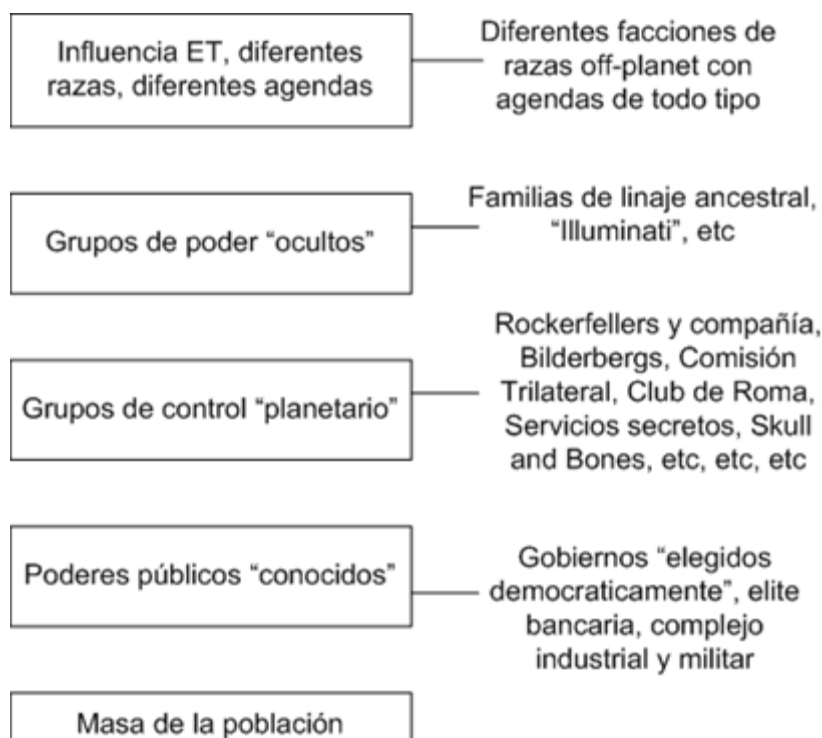 Influencia ET, diferentes
razas, diferentes agendas
Diferentes facciones de
razas off-planet con
agendas de todo tipo
Grupos de poder “ocultos”
Familias de linaje ancestral,
“Illuminati”, etc
Grupos de control “planetario”
Rockerfellers y compañía,
Bilderbergs, Comisión
Trilateral, Club de Roma,
Servicios secretos, Skull
and Bones, etc, etc, etc
Poderes públicos “conocidos”
Gobiernos “elegidos
democraticamente”, elite
bancaria, complejo
industrial y militar
Masa de la población